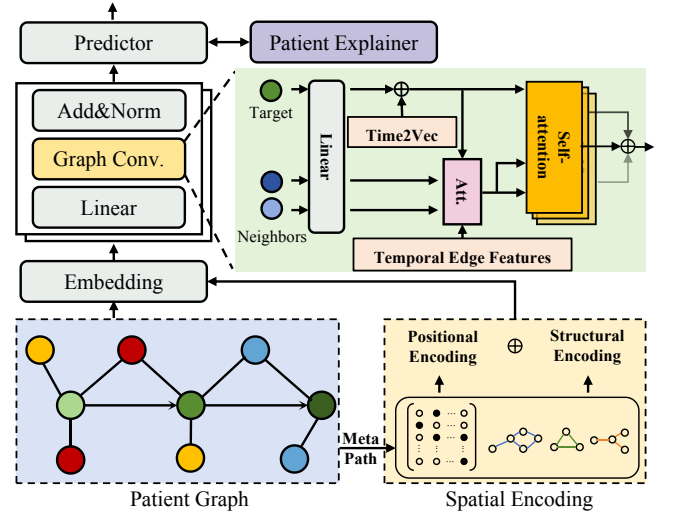 Predictor
Patient Explainer
Add&Norm
Graph Conv.
Linear
Target
Linear
Time2Vec
Self-
attention
Att.
Neighbors
Temporal Edge Features
Embedding
Positional
Encoding
Structural
Encoding
Meta
Path
Patient Graph
Spatial Encoding